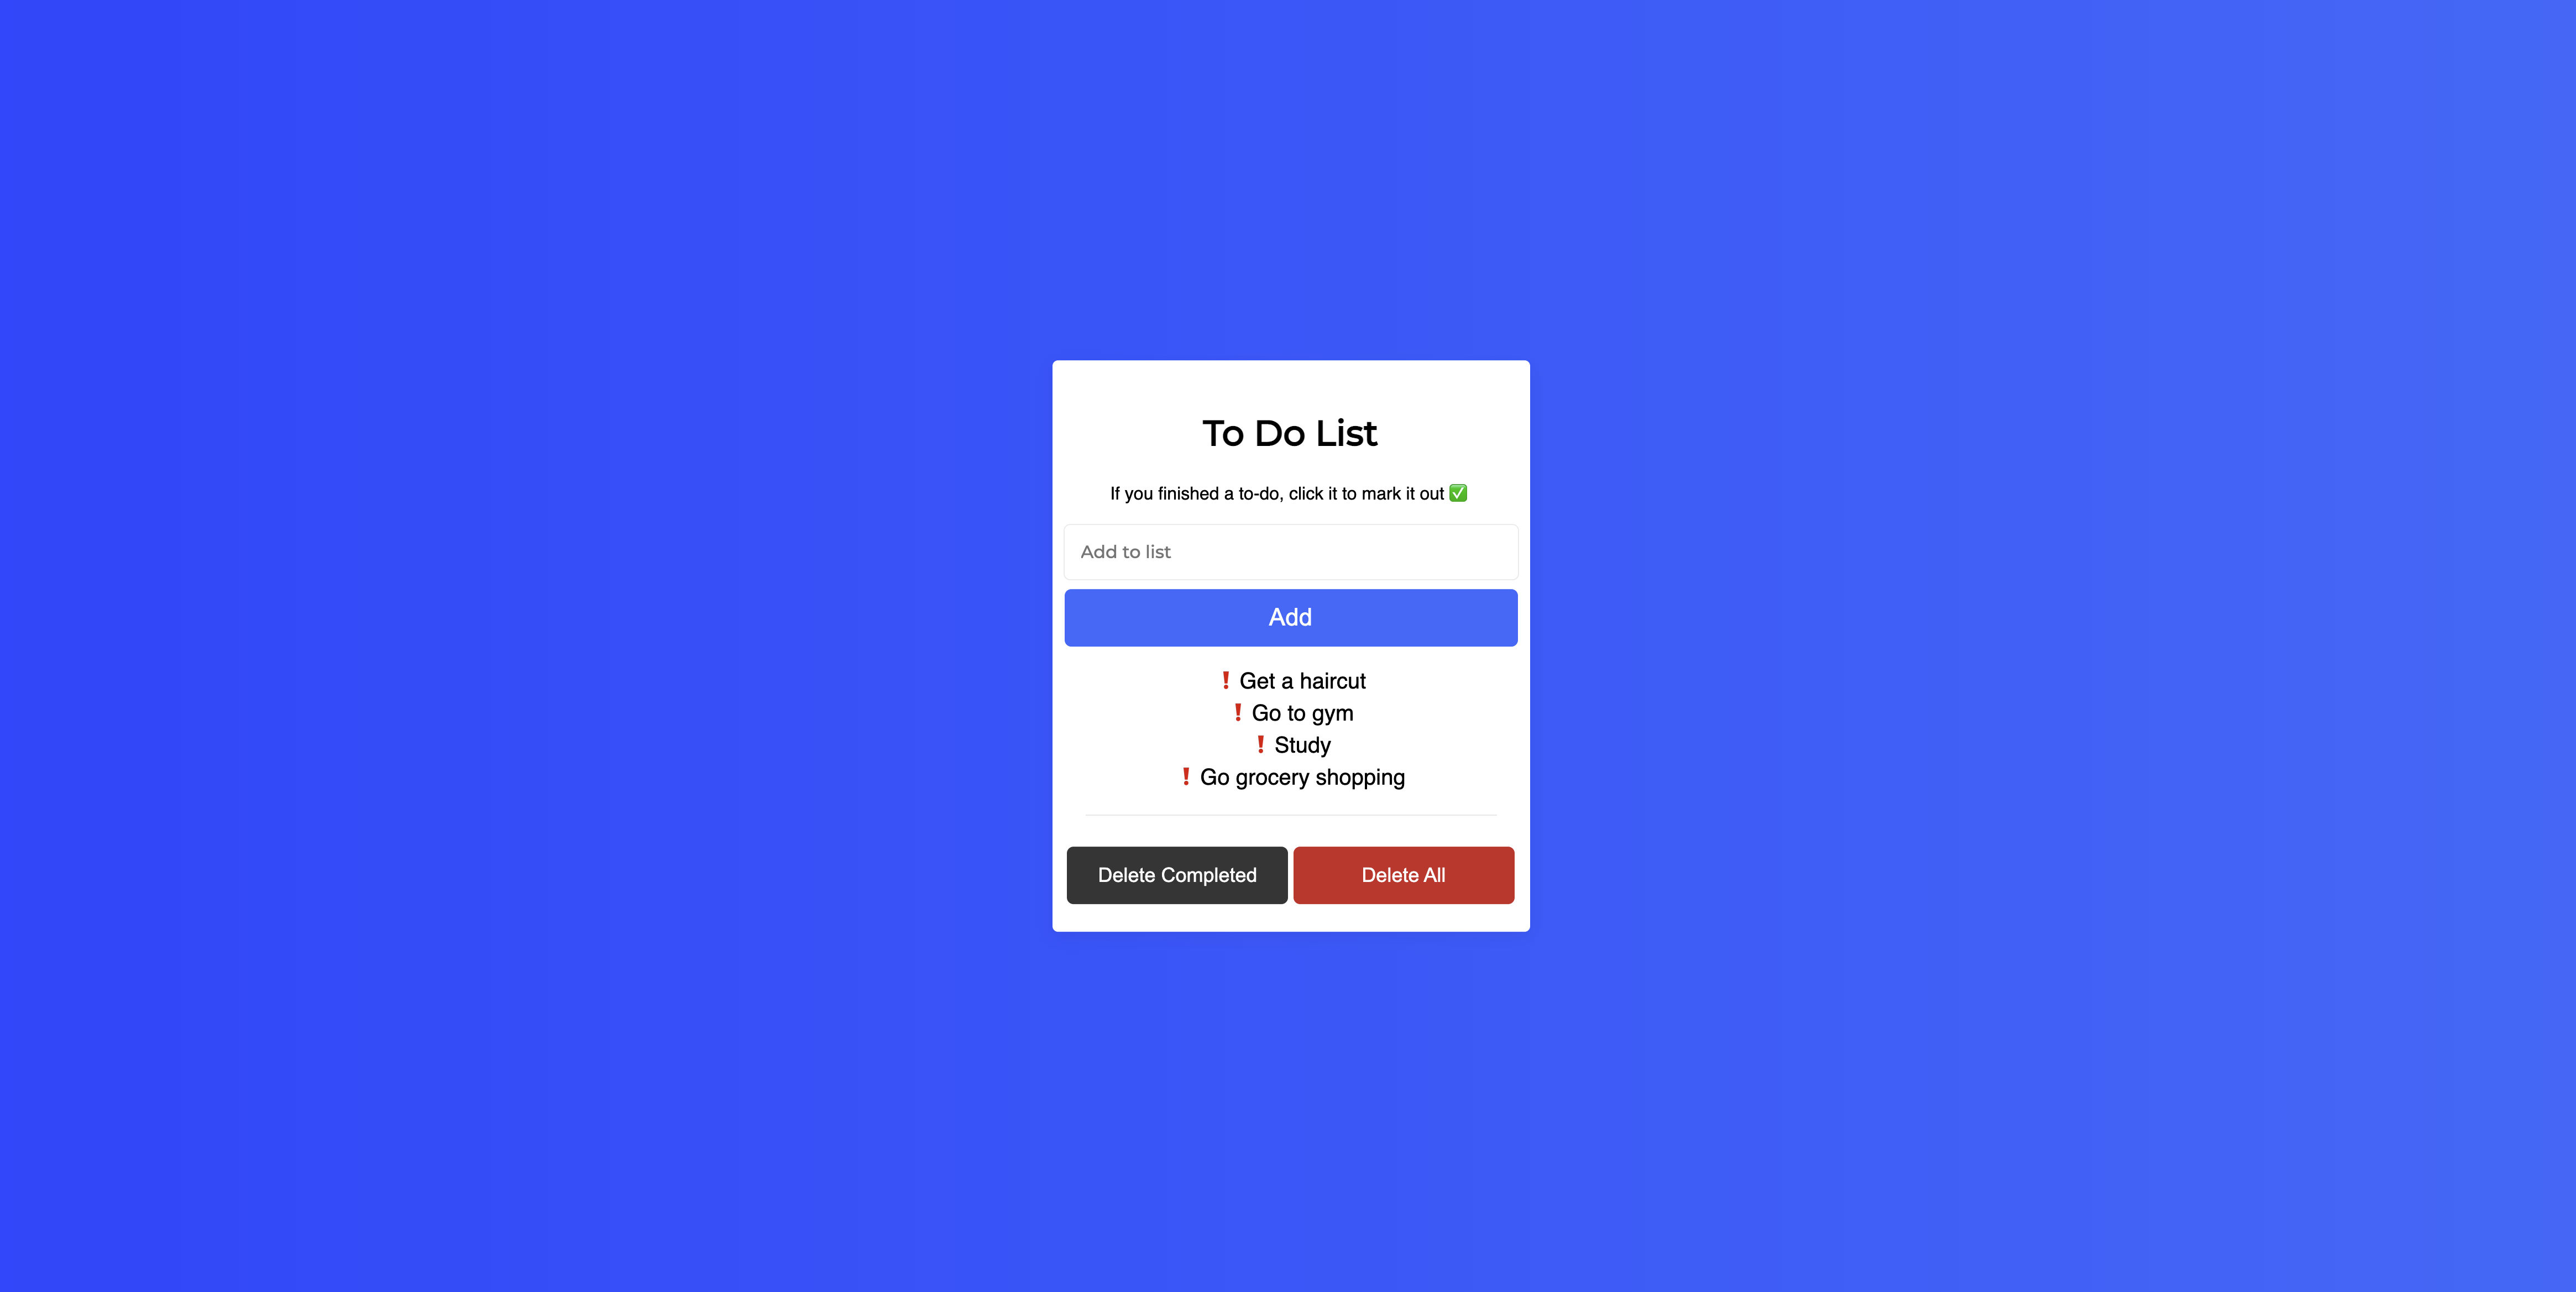 To Do List
If you finished a to-do, click it to mark it out ✅
Add to list
Add
❗ Get a haircut
❗ Go to gym
❗ Study
❗ Go grocery shopping
Delete Completed
Delete All